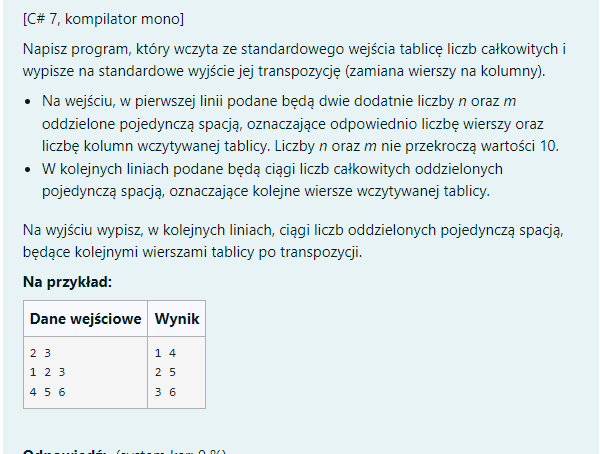 [C# 7, kompilator mono]
Napisz program, który wczyta ze standardowego wejścia tablicę liczb całkowitych i
wypisze na standardowe wyjście jej transpozycję (zamiana wierszy na kolumny).
• Na wejściu, w pierwszej linii podane będą dwie dodatnie liczby n oraz m
oddzielone pojedynczą spacją, oznaczające odpowiednio liczbę wierszy oraz
liczbę kolumn wczytywanej tablicy. Liczby n oraz m nie przekroczą wartości 10.
• W kolejnych liniach podane będą ciągi liczb całkowitych oddzielonych
pojedynczą spacją, oznaczające kolejne wiersze wczytywanej tablicy.
Na wyjściu wypisz, w kolejnych liniach, ciągi liczb oddzielonych pojedynczą spacją,
będące kolejnymi wierszami tablicy po transpozycji.
Na przykład:
Dane wejściowe Wynik
2 3 1 4
1 2 3 2 5
4 5 6 3 6